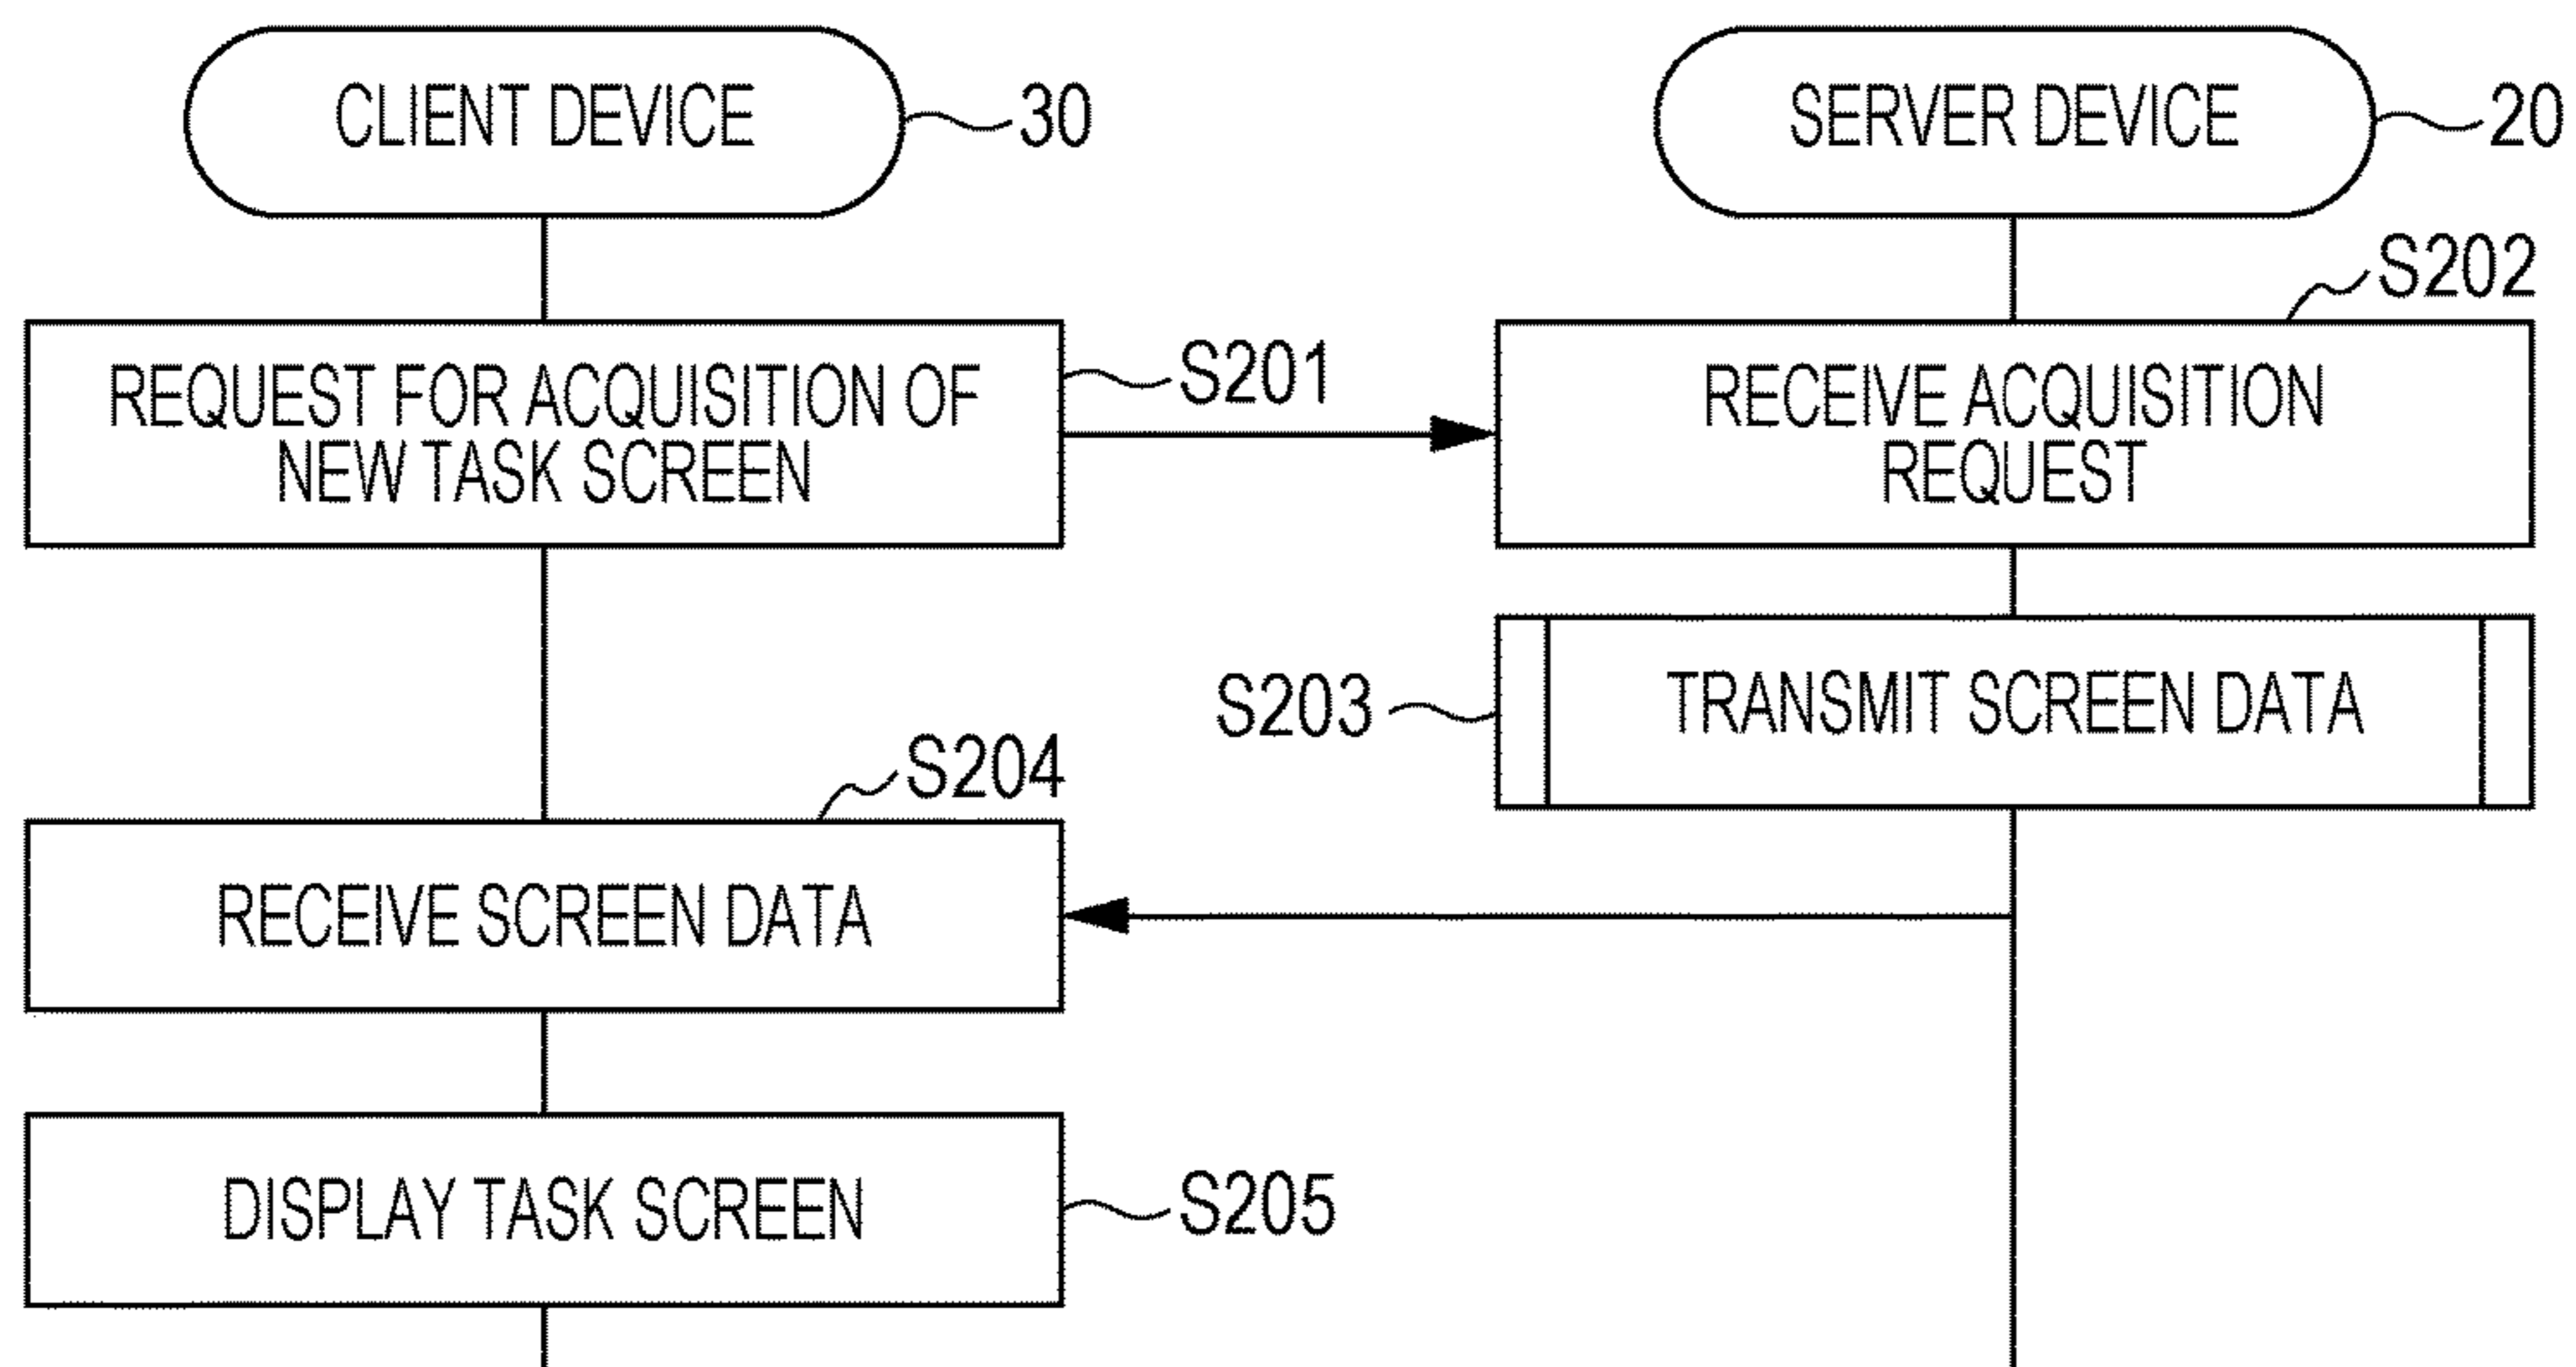 CLIENT DEVICE
30
SERVER DEVICE
20
S202
REQUEST FOR ACQUISITION OF
NEW TASK SCREEN
S201
RECEIVE ACQUISITION
REQUEST
S203
TRANSMIT SCREEN DATA
S204
RECEIVE SCREEN DATA
DISPLAY TASK SCREEN
S205